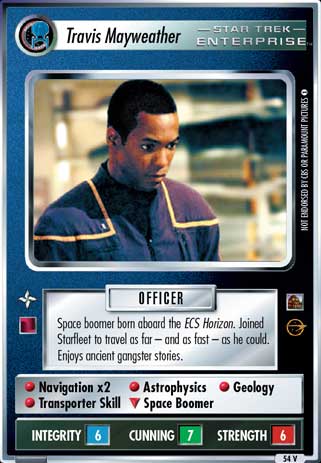 Travis Mayweather
STAR TREK
ENTERPRISE™
NOT ENDORSED BY CBS OR PARAMOUNT PICTURES
OFFICER
Space boomer born aboard the ECS Horizon. Joined
Starfleet to travel as far – and as fast – as he could.
Enjoys ancient gangster stories.
Navigation x2 Astrophysics Geology
Transporter Skill Space Boomer
INTEGRITY 6 CUNNING 7 STRENGTH 6
54 V